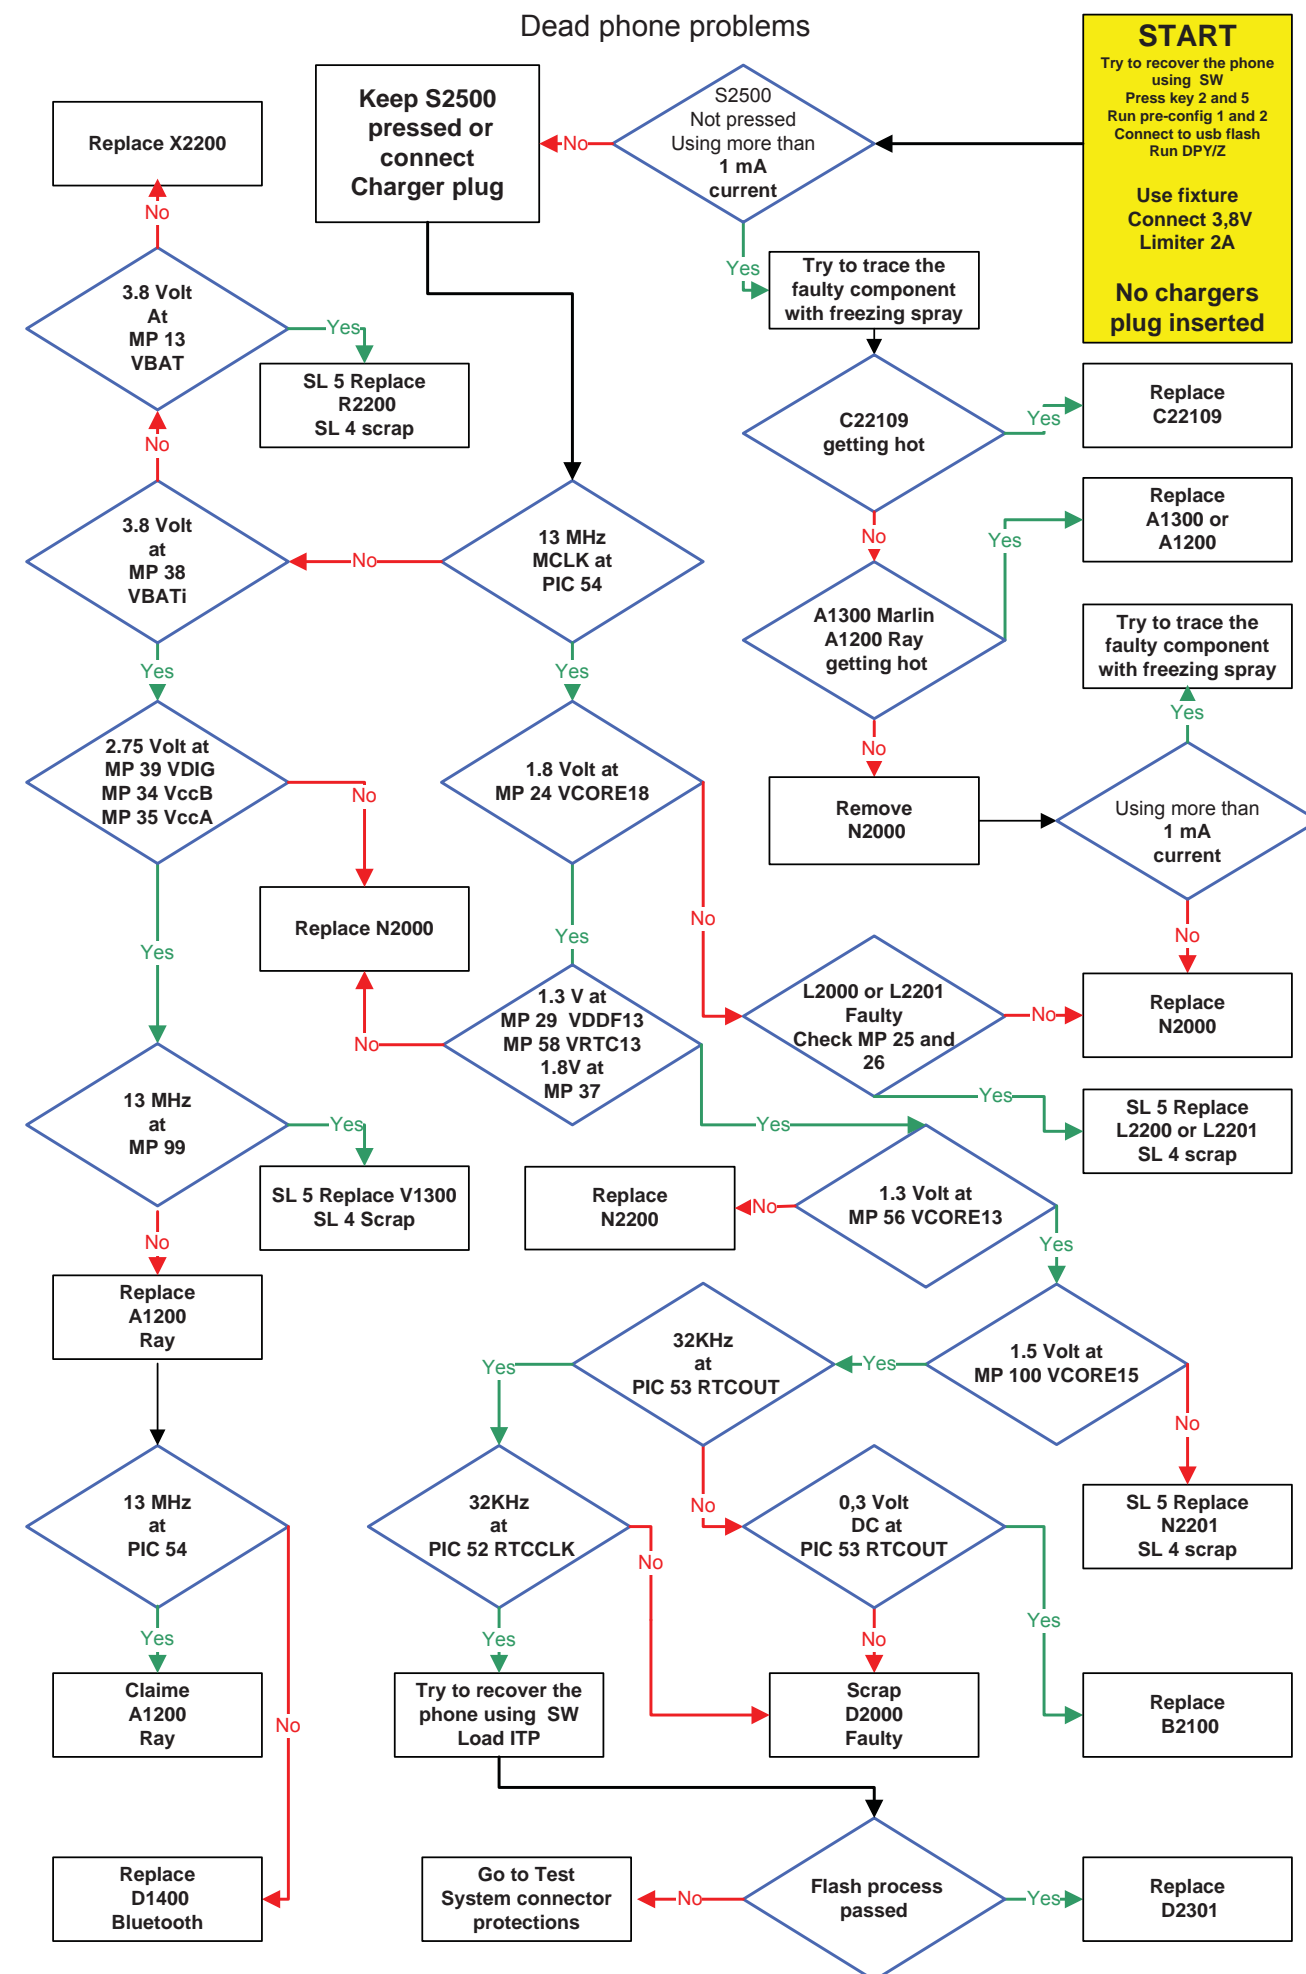 Dead phone problems
START
Try to recover the phone
using SW
Press key 2 and 5
Run pre-config 1 and 2
Connect to usb flash
Run DPY/Z
Use fixture
Connect 3,8V
Limiter 2A
No chargers
plug inserted
S2500
Not pressed
Using more than
1 mA
current
No
Keep S2500
pressed or
connect
Charger plug
Replace X2200
No
Yes
Try to trace the
faulty component
with freezing spray
3.8 Volt
At
MP 13
VBAT
Yes
SL 5 Replace
R2200
SL 4 scrap
C22109
getting hot
Yes
Replace
C22109
No
No
3.8 Volt
at
MP 38
VBATi
No
13 MHz
MCLK at
PIC 54
Yes
Replace
A1300 or
A1200
A1300 Marlin
A1200 Ray
getting hot
Try to trace the
faulty component
with freezing spray
Yes
Yes
Yes
No
2.75 Volt at
MP 39 VDIG
MP 34 VccB
MP 35 VccA
No
1.8 Volt at
MP 24 VCORE18
Remove
N2000
Using more than
1 mA
current
No
No
Yes
Replace N2000
Yes
L2000 or L2201
Faulty
Check MP 25 and
26
No
Replace
N2000
1.3 V at
MP 29 VDDF13
MP 58 VRTC13
1.8V at
MP 37
No
13 MHz
at
MP 99
Yes
Yes
Yes
SL 5 Replace
L2200 or L2201
SL 4 scrap
SL 5 Replace V1300
SL 4 Scrap
Replace
N2200
No
1.3 Volt at
MP 56 VCORE13
No
Yes
Replace
A1200
Ray
32KHz
at
PIC 53 RTCOUT
Yes
Yes
1.5 Volt at
MP 100 VCORE15
No
13 MHz
at
PIC 54
32KHz
at
PIC 52 RTCCLK
No
No
0,3 Volt
DC at
PIC 53 RTCOUT
SL 5 Replace
N2201
SL 4 scrap
Yes
Yes
No
Yes
Claime
A1200
Ray
No
Try to recover the
phone using SW
Load ITP
Scrap
D2000
Faulty
Replace
B2100
Replace
D1400
Bluetooth
Go to Test
System connector
protections
No
Flash process
passed
Yes
Replace
D2301